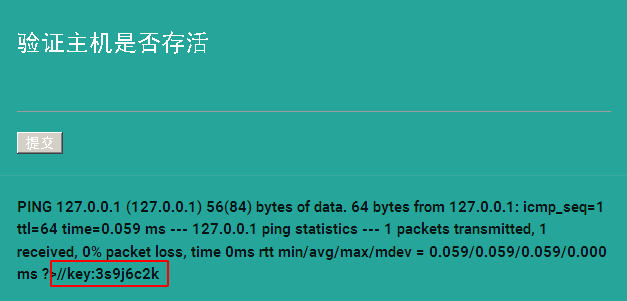 验证主机是否存活
提交
PING 127.0.0.1 (127.0.0.1) 56(84) bytes of data. 64 bytes from 127.0.0.1: icmp_seq=1
ttl=64 time=0.059 ms --- 127.0.0.1 ping statistics --- 1 packets transmitted, 1
received, 0% packet loss, time 0ms rtt min/avg/max/mdev = 0.059/0.059/0.059/0.000
ms ?>//key:3s9j6c2k